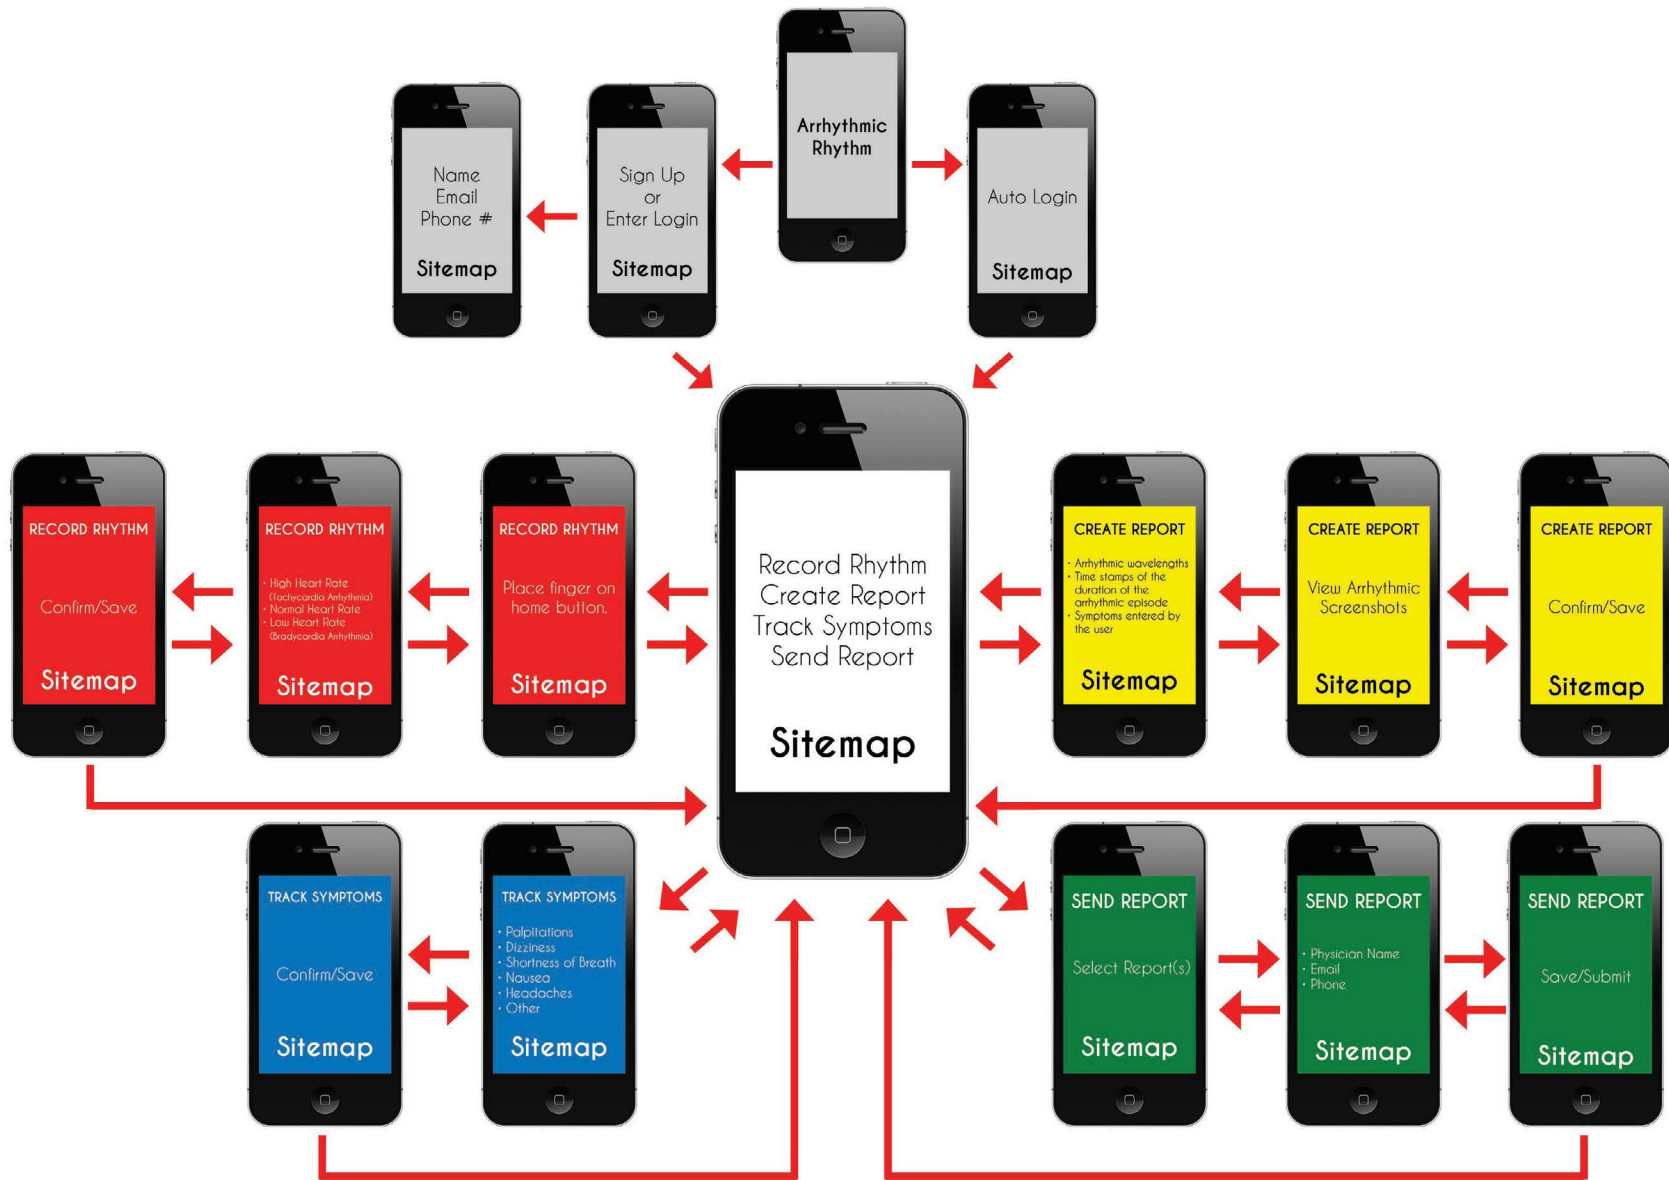 Arrhythmic
Rhythm
Name
Email
Phone #
Sitemap
Sign Up
or
Enter Login
Sitemap
Auto Login
Sitemap
RECORD RHYTHM
Confirm/Save
Sitemap
RECORD RHYTHM
• High Heart Rate
(Tachycardia Arrhythmia)
• Normal Heart Rate
• Low Heart Rate
(Bradycardia Arrhythmia)
Sitemap
RECORD RHYTHM
Place finger on
home button.
Sitemap
Record Rhythm
Create Report
Track Symptoms
Send Report
Sitemap
CREATE REPORT
• Arrhythmic wavelengths
• Time stamps of the
duration of the
arrhythmic episode
• Symptoms entered by
the user
Sitemap
CREATE REPORT
View Arrhythmic
Screenshots
Sitemap
CREATE REPORT
Confirm/Save
Sitemap
TRACK SYMPTOMS
Confirm/Save
Sitemap
TRACK SYMPTOMS
• Palpitations
• Dizziness
• Shortness of Breath
• Nausea
• Headaches
• Other
Sitemap
SEND REPORT
Select Report(s)
Sitemap
SEND REPORT
• Physician Name
• Email
• Phone
Sitemap
SEND REPORT
Save/Submit
Sitemap